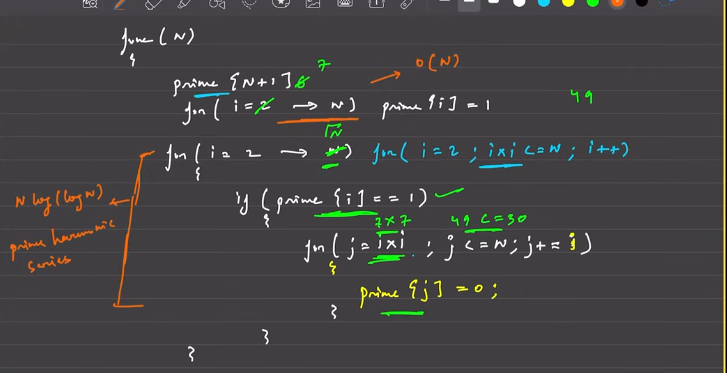 func(N)
{
prime[N+1] 6 7
for( i=2 → N) prime[i] = 1
O(N)
49
for( i=2 → N) √N
for( i=2 ; i×i <= N ; i++)
{
if (prime[i] == 1)
{
7×7 49 <= 30
for( j = i×i ; j <= N ; j += i)
{
prime[j] = 0;
}
}
}
N log(log N)
prime harmonic
series